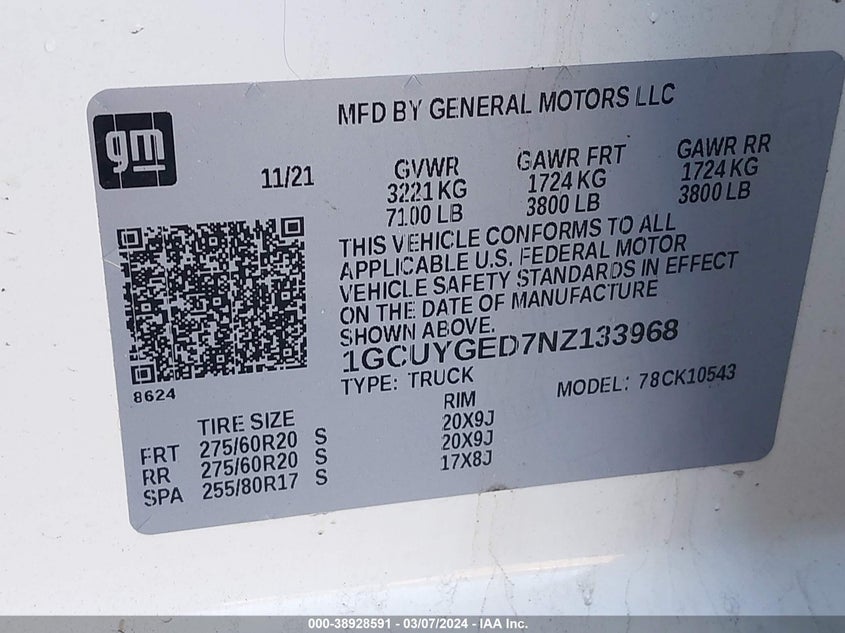 MFD BY GENERAL MOTORS LLC
gm
11/21
GVWR GAWR FRT GAWR RR
3221 KG 1724 KG 1724 KG
7100 LB 3800 LB 3800 LB
THIS VEHICLE CONFORMS TO ALL
APPLICABLE U.S. FEDERAL MOTOR
VEHICLE SAFETY STANDARDS IN EFFECT
ON THE DATE OF MANUFACTURE
SHOWN ABOVE.
1GCUYGED7NZ133968
8624
TYPE: TRUCK MODEL: 78CK10543
TIRE SIZE RIM
FRT 275/60R20 S 20X9J
RR 275/60R20 S 20X9J
SPA 255/80R17 S 17X8J
000-38928591 - 03/07/2024 - IAA Inc.